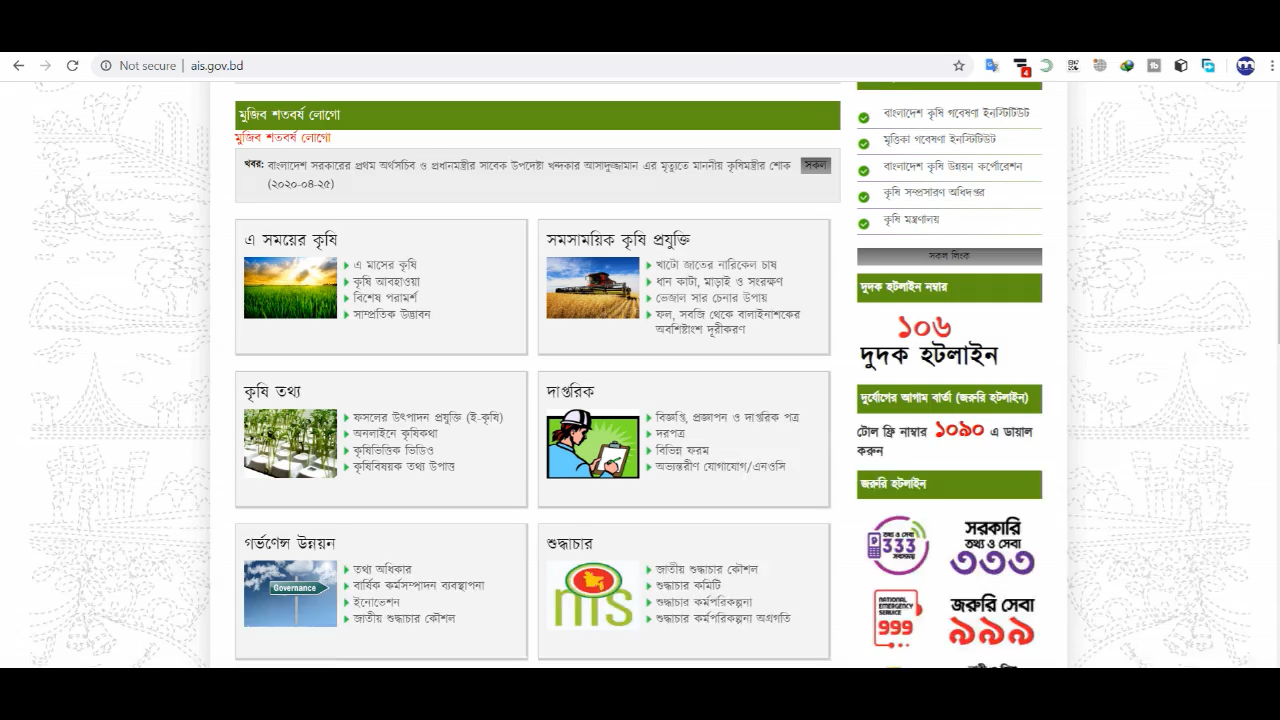 Not secure | ais.gov.bd
4
মুজিব শতবর্ষ লোগো
মুজিব শতবর্ষ লোগো
খবর: বাংলাদেশ সরকারের প্রথম অর্থসচিব ও প্রধানমন্ত্রীর সাবেক উপদেষ্টা খন্দকার আসাদুজ্জামান এর মৃত্যুতে মাননীয় কৃষিমন্ত্রীর শোক
(২০২০-০৪-২৫)
সকল
এ সময়ের কৃষি
এ মাসের কৃষি
কৃষি আবহাওয়া
বিশেষ পরামর্শ
সাম্প্রতিক উদ্ভাবন
সমসাময়িক কৃষি প্রযুক্তি
খাটো জাতের নারিকেল চাষ
ধান কাটা, মাড়াই ও সংরক্ষণ
ভেজাল সার চেনার উপায়
ফল, সবজি থেকে বালাইনাশকের
অবশিষ্টাংশ দূরীকরণ
কৃষি তথ্য
ফসলের উৎপাদন প্রযুক্তি (ই-কৃষি)
অনলাইনে কৃষিকথা
কৃষিভিত্তিক ভিডিও
কৃষিবিষয়ক তথ্য উপাত্ত
দাপ্তরিক
বিজ্ঞপ্তি, প্রজ্ঞাপন ও দাপ্তরিক পত্র
দরপত্র
বিভিন্ন ফরম
অভ্যন্তরীণ যোগাযোগ/এনওসি
গর্ভণেন্স উন্নয়ন
Governance
তথ্য অধিকার
বার্ষিক কর্মসম্পাদন ব্যবস্থাপনা
ইনোভেশন
জাতীয় শুদ্ধাচার কৌশল
শুদ্ধাচার
nis
জাতীয় শুদ্ধাচার কৌশল
শুদ্ধাচার কমিটি
শুদ্ধাচার কর্মপরিকল্পনা
শুদ্ধাচার কর্মপরিকল্পনা অগ্রগতি
বাংলাদেশ কৃষি গবেষণা ইনস্টিটিউট
মৃত্তিকা গবেষণা ইনস্টিটিউট
বাংলাদেশ কৃষি উন্নয়ন কর্পোরেশন
কৃষি সম্প্রসারণ অধিদপ্তর
কৃষি মন্ত্রণালয়
সকল লিংক
দুদক হটলাইন নম্বার
১০৬
দুদক হটলাইন
দুর্যোগের আগাম বার্তা (জরুরি হটলাইন)
টোল ফ্রি নাম্বার ১০৯০ এ ডায়াল
করুন
জরুরি হটলাইন
তথ্য ও সেবা
333
সবসময়
সরকারি
তথ্য ও সেবা
৩৩৩
NATIONAL
EMERGENCY
SERVICE
999
জরুরি সেবা
৯৯৯